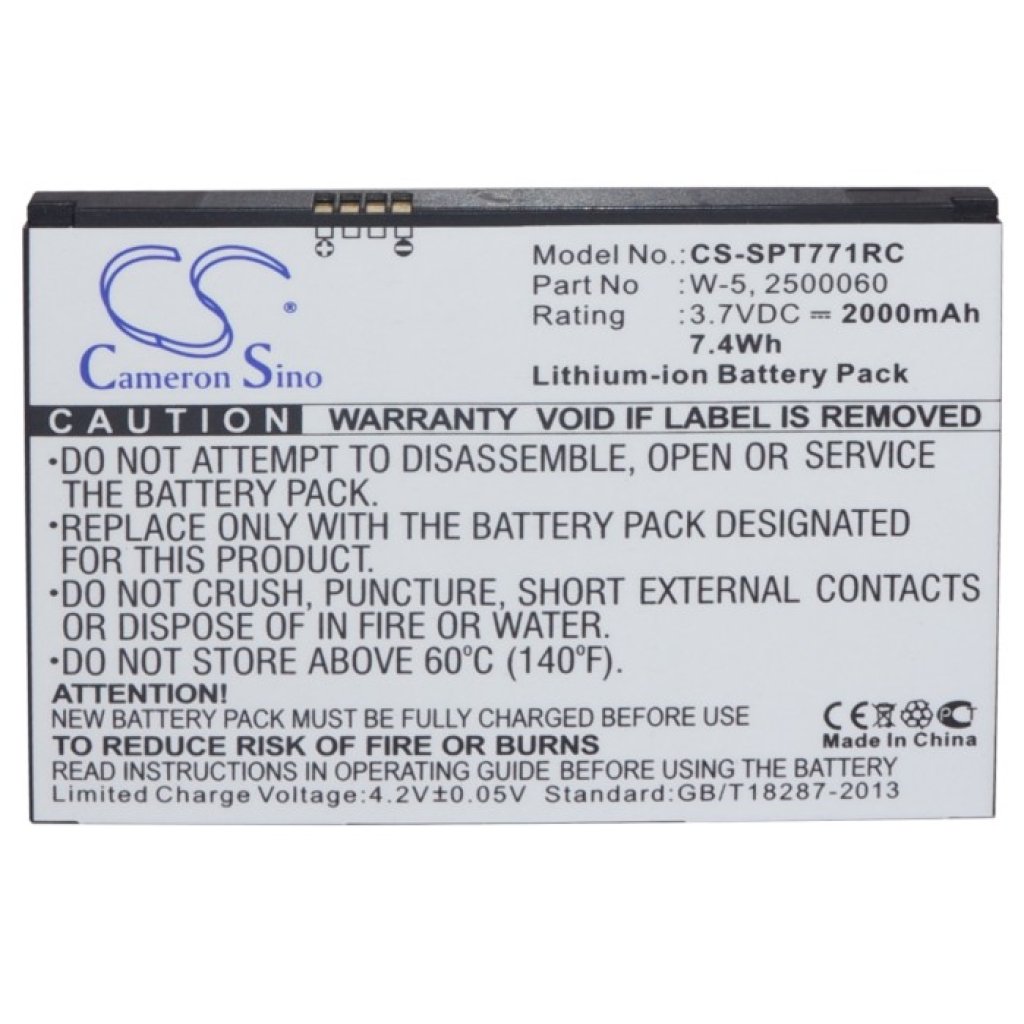 CS®
Cameron Sino
Model No.:CS-SPT771RC
Part No :W-5, 2500060
Rating :3.7VDC ⎓ 2000mAh
7.4Wh
Lithium-ion Battery Pack
CAUTION WARRANTY VOID IF LABEL IS REMOVED
·DO NOT ATTEMPT TO DISASSEMBLE, OPEN OR SERVICE
THE BATTERY PACK.
·REPLACE ONLY WITH THE BATTERY PACK DESIGNATED
FOR THIS PRODUCT.
·DO NOT CRUSH, PUNCTURE, SHORT EXTERNAL CONTACTS
OR DISPOSE OF IN FIRE OR WATER.
·DO NOT STORE ABOVE 60°C (140°F).
ATTENTION!
NEW BATTERY PACK MUST BE FULLY CHARGED BEFORE USE
TO REDUCE RISK OF FIRE OR BURNS
READ INSTRUCTIONS IN OPERATING GUIDE BEFORE USING THE BATTERY
Limited Charge Voltage:4.2V±0.05V Standard:GB/T18287-2013
CE PCT
Made In China